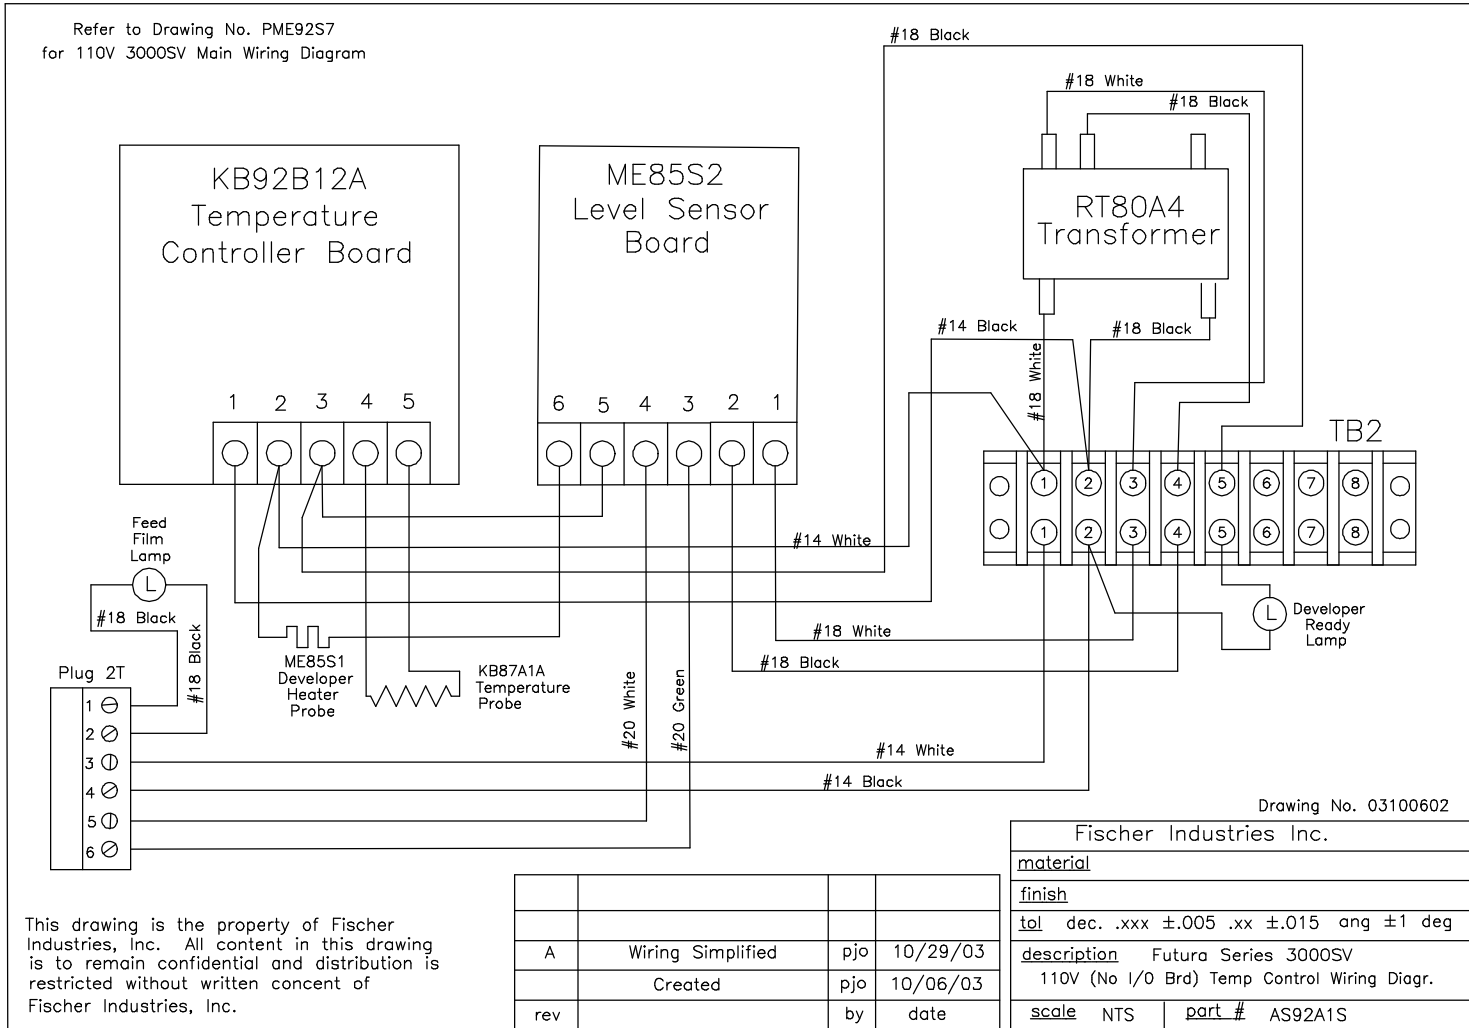 Refer to Drawing No. PME92S7
for 110V 3000SV Main Wiring Diagram
#18 Black
#18 White
#18 Black
KB92B12A
Temperature
Controller Board
1 2 3 4 5
ME85S2
Level Sensor
Board
6 5 4 3 2 1
RT80A4
Transformer
#14 Black
#18 Black
#18 White
TB2
1 2 3 4 5 6 7 8
1 2 3 4 5 6 7 8
#14 White
Feed
Film
Lamp
L
#18 Black
#18 Black
#18 White
#18 Black
L
Developer
Ready
Lamp
ME85S1
Developer
Heater
Probe
KB87A1A
Temperature
Probe
#20 White
#20 Green
Plug 2T
1
2
3
4
5
6
#14 White
#14 Black
Drawing No. 03100602
Fischer Industries Inc.
material
finish
tol dec. .xxx ±.005 .xx ±.015 ang ±1 deg
description Futura Series 3000SV
110V (No I/O Brd) Temp Control Wiring Diagr.
scale NTS part # AS92A1S
A Wiring Simplified pjo 10/29/03
Created pjo 10/06/03
rev by date
This drawing is the property of Fischer
Industries, Inc. All content in this drawing
is to remain confidential and distribution is
restricted without written concent of
Fischer Industries, Inc.